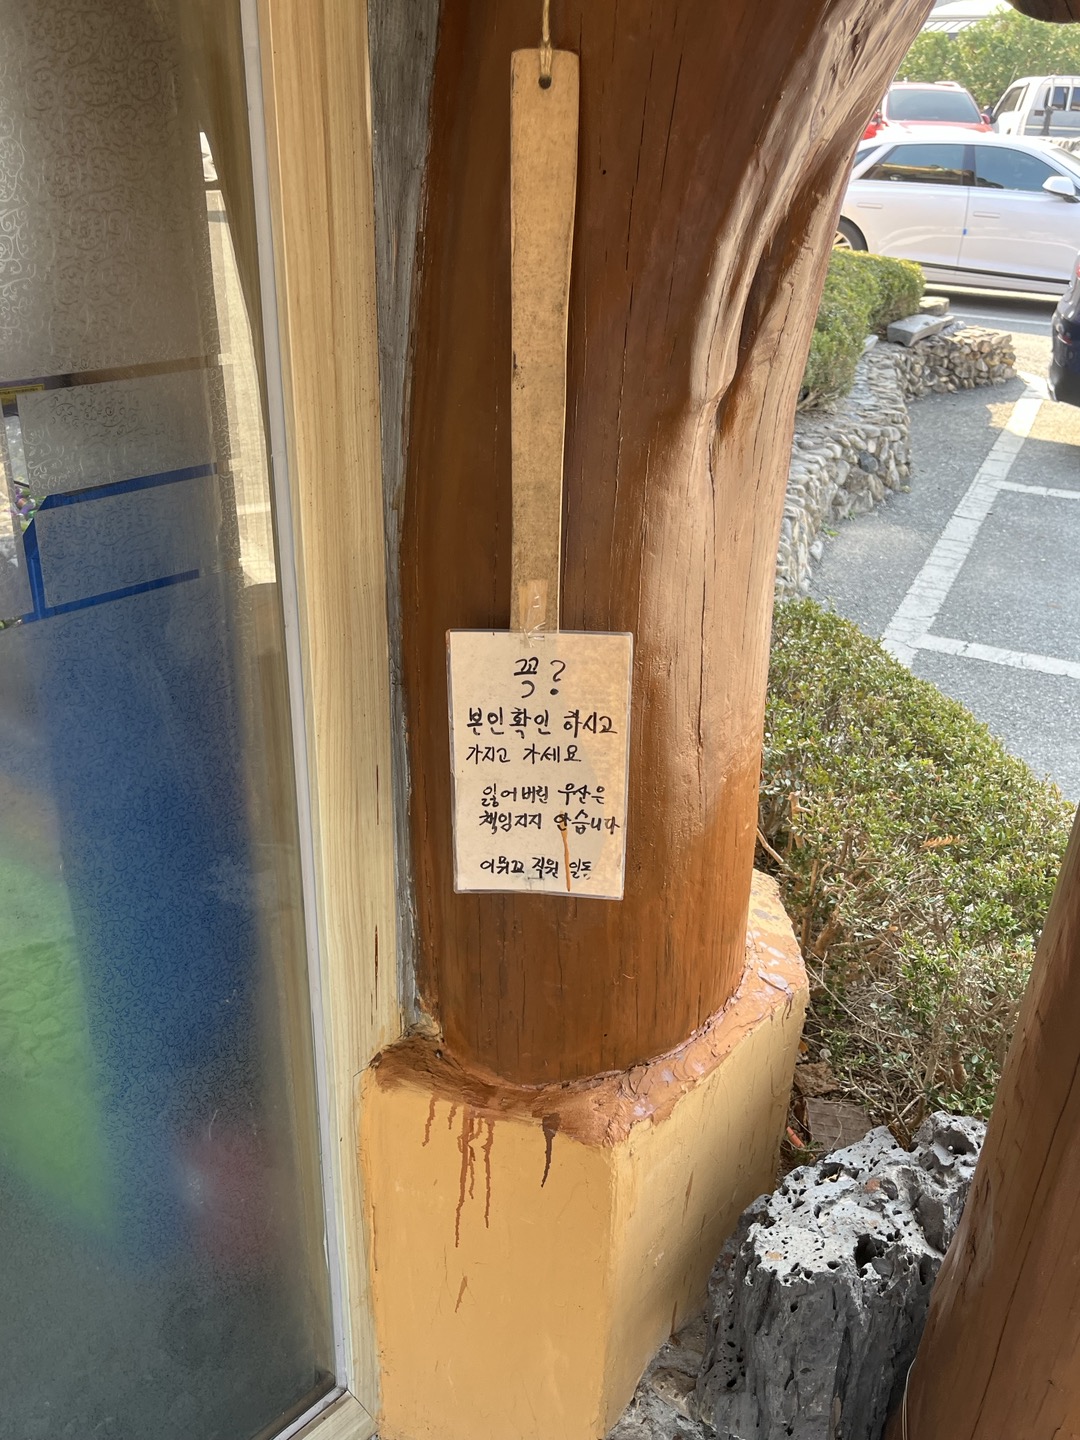 꼭?
본인확인 하시고
가지고 가세요
잃어버린 우산은
책임지지 안습니다
직원 일동